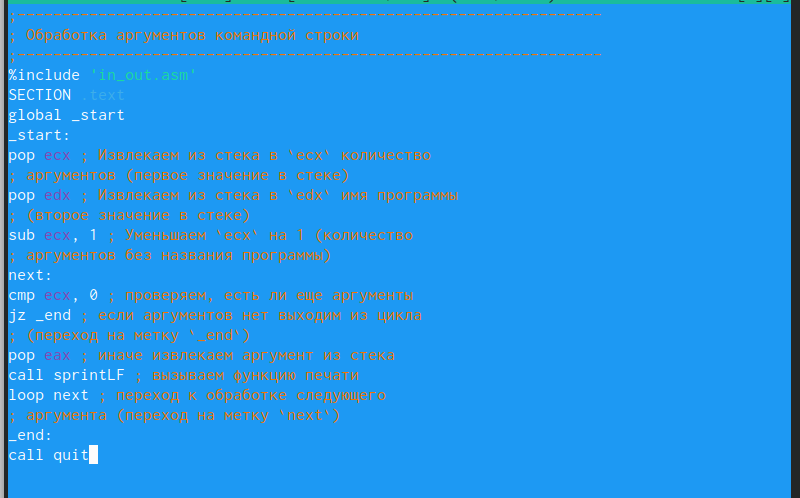 ;-----------------------------------------------------------------
; Обработка аргументов командной строки
;-----------------------------------------------------------------
%include 'in_out.asm'
SECTION .text
global _start
_start:
pop ecx ; Извлекаем из стека в `ecx` количество
; аргументов (первое значение в стеке)
pop edx ; Извлекаем из стека в `edx` имя программы
; (второе значение в стеке)
sub ecx, 1 ; Уменьшаем `ecx` на 1 (количество
; аргументов без названия программы)
next:
cmp ecx, 0 ; проверяем, есть ли еще аргументы
jz _end ; если аргументов нет выходим из цикла
; (переход на метку `_end`)
pop eax ; иначе извлекаем аргумент из стека
call sprintLF ; вызываем функцию печати
loop next ; переход к обработке следующего
; аргумента (переход на метку `next`)
_end:
call quit